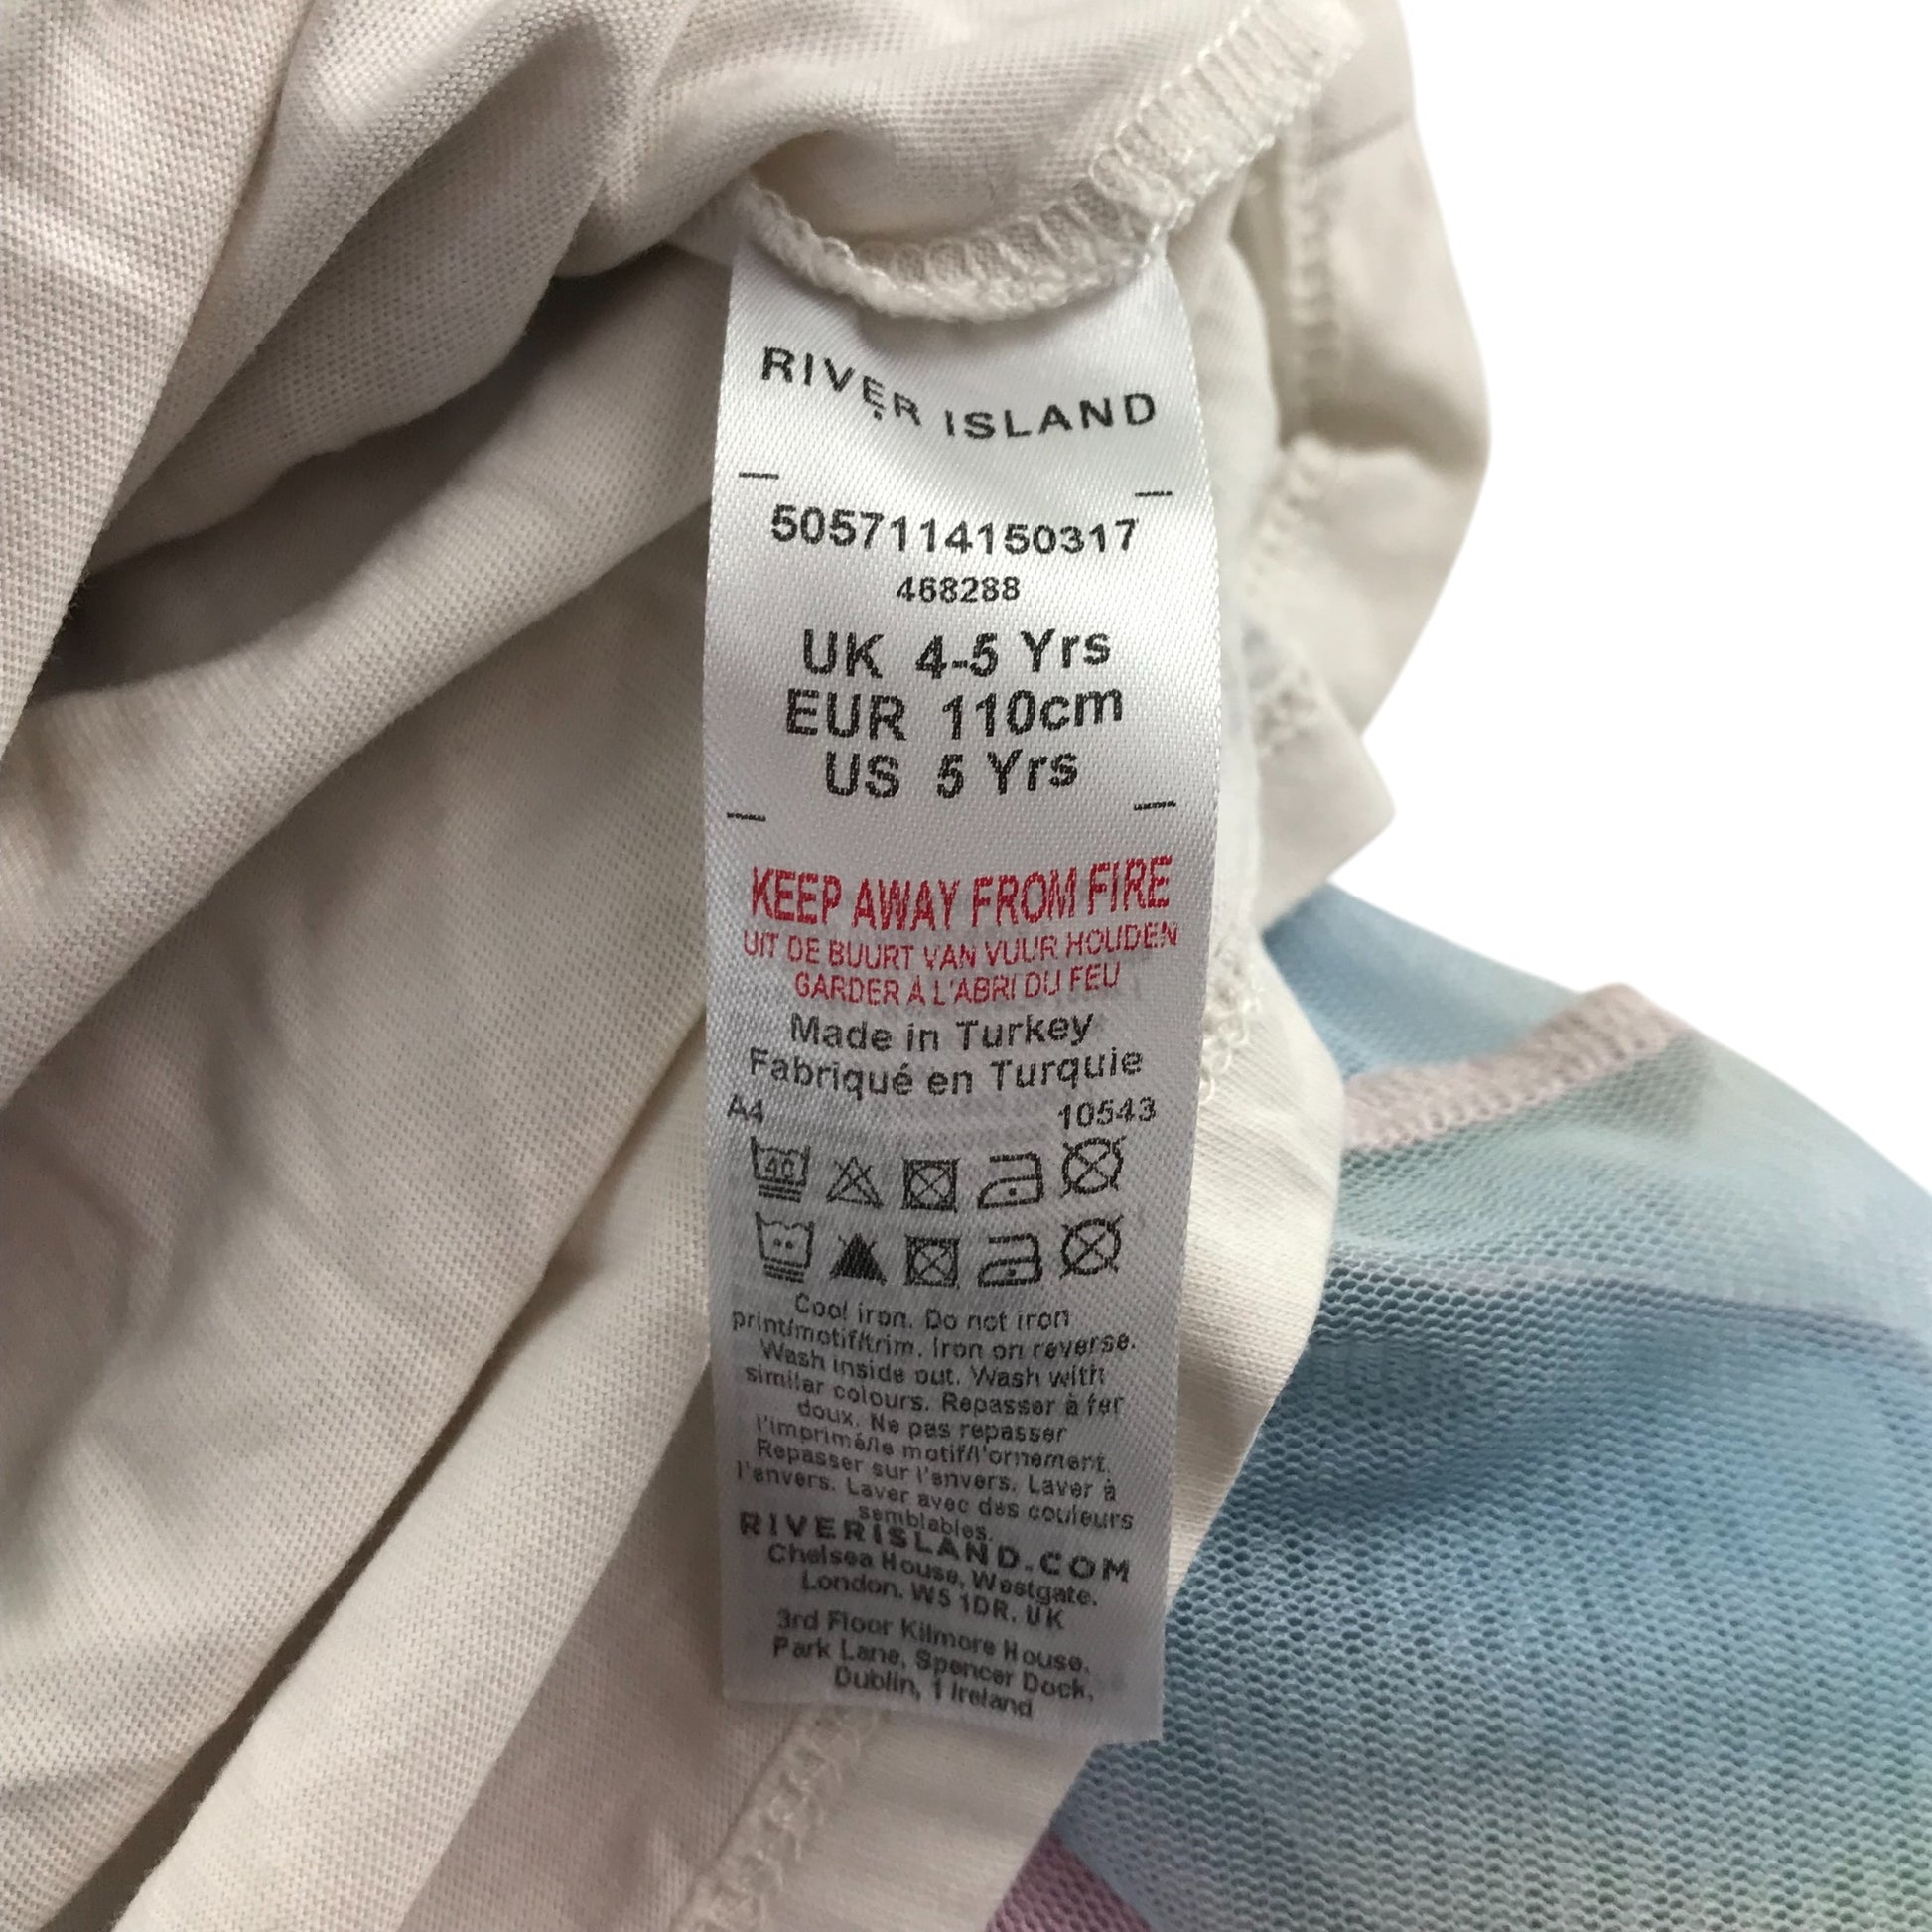 RIVER ISLAND
5057114150317
468288
UK 4-5 Yrs
EUR 110cm
US 5 Yrs
KEEP AWAY FROM FIRE
UIT DE BUURT VAN VUUR HOUDEN
GARDER À L'ABRI DU FEU
Made in Turkey
Fabriqué en Turquie
A4 10543
40
Cool iron. Do not iron
print/motif/trim. Iron on reverse.
Wash inside out. Wash with
similar colours. Repasser à fer
doux. Ne pas repasser
l'imprimé/le motif/l'ornement.
Repasser sur l'envers. Laver à
l'envers. Laver avec des couleurs
semblables.
RIVERISLAND.COM
Chelsea House, Westgate.
London. W5 1DR. UK
3rd Floor Kilmore House,
Park Lane, Spencer Dock,
Dublin, 1 Ireland